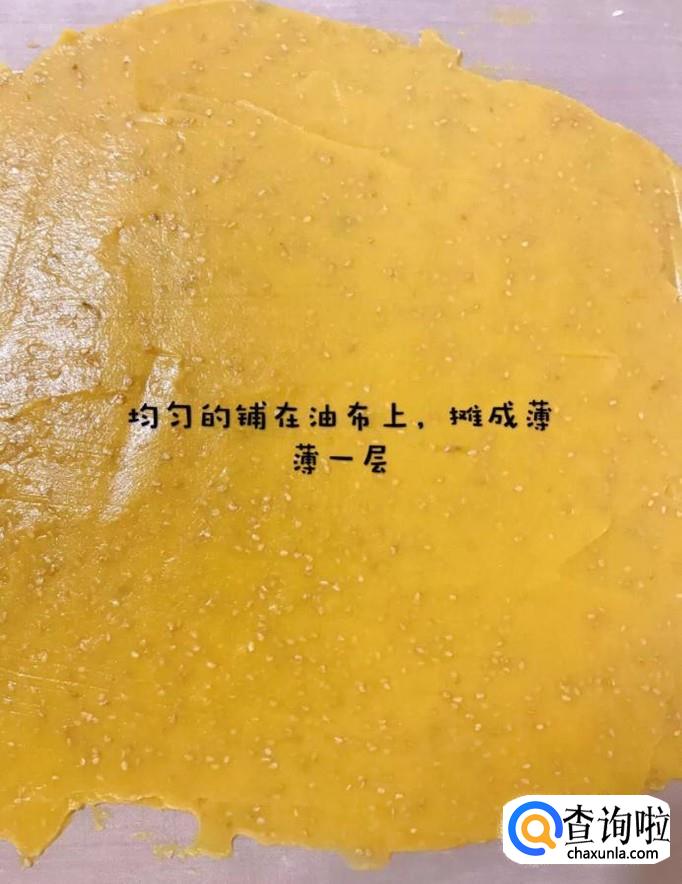 均匀的铺在油布上，摊成薄
薄一层
查询啦
chaxunla.com